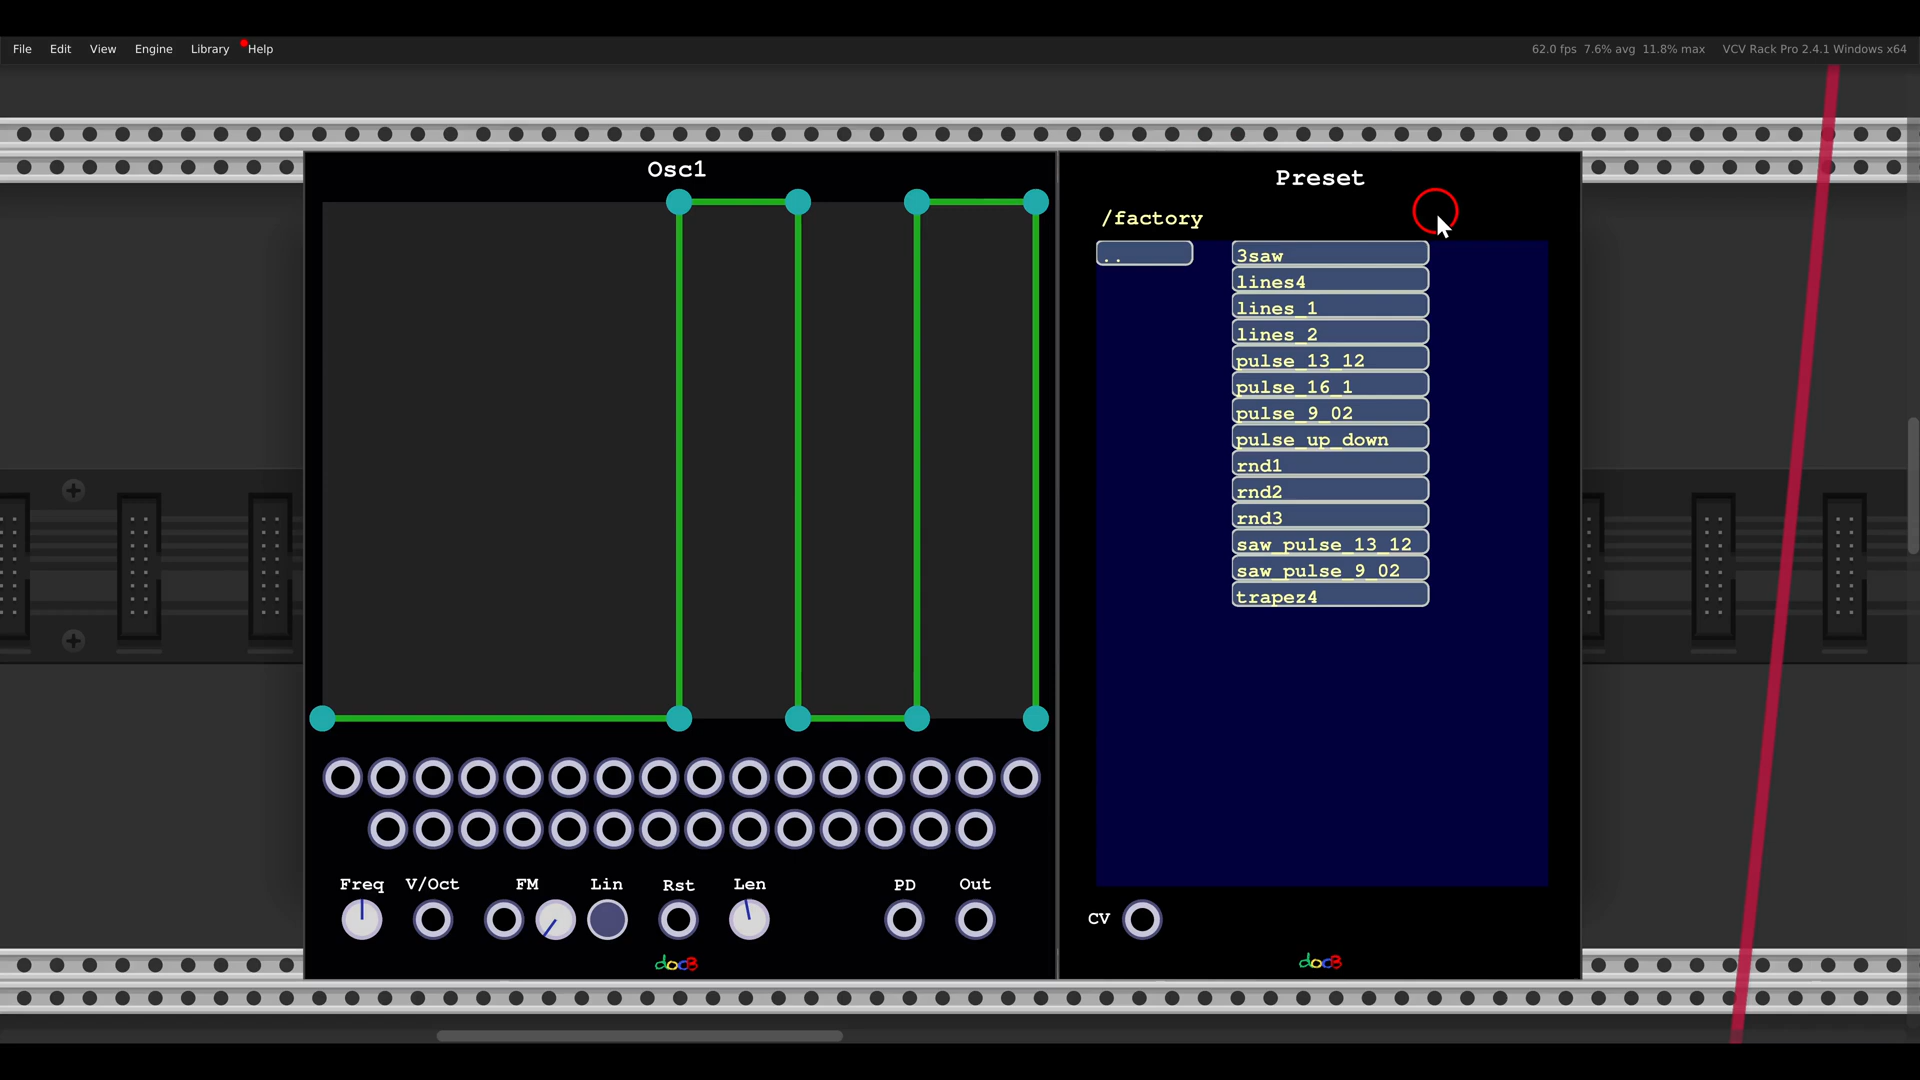 File Edit View Engine Library Help
62.0 fps 7.6% avg 11.8% max VCV Rack Pro 2.4.1 Windows x64
Osc1
Preset
/factory
..
3saw
lines4
lines_1
lines_2
pulse_13_12
pulse_16_1
pulse_9_02
pulse_up_down
rnd1
rnd2
rnd3
saw_pulse_13_12
saw_pulse_9_02
trapez4
Freq V/Oct FM Lin Rst Len PD Out
CV
docB
docB